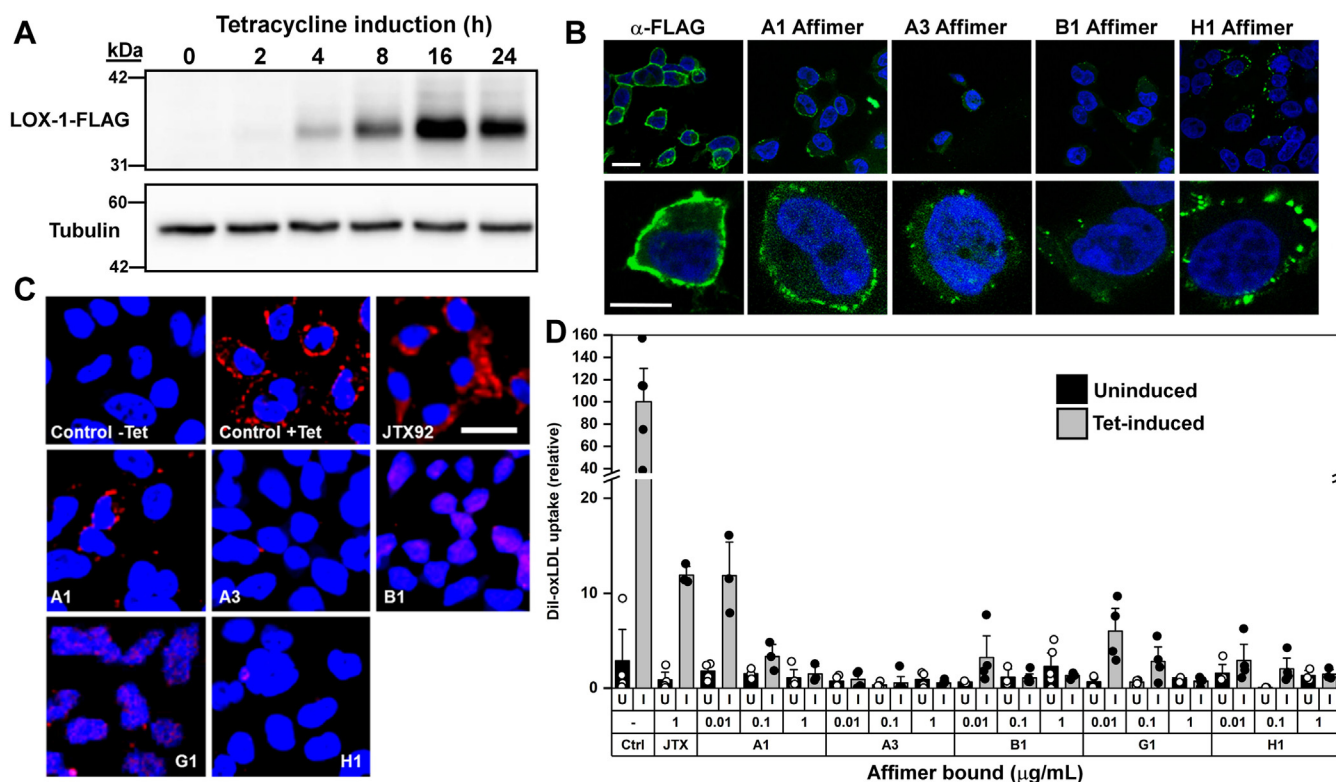 A
Tetracycline induction (h)
kDa
0 2 4 8 16 24
42
LOX-1-FLAG
31
60
Tubulin
42
B
α-FLAG A1 Affimer A3 Affimer B1 Affimer H1 Affimer
C
Control -Tet Control +Tet JTX92
A1 A3 B1
G1 H1
D
DiI-oxLDL uptake (relative)
160
140
120
100
80
60
40
20
10
0
Uninduced
Tet-induced
U I U I U I U I U I U I U I U I U I U I U I U I U I U I U I U I U I
- 1 0.01 0.1 1 0.01 0.1 1 0.01 0.1 1 0.01 0.1 1 0.01 0.1 1
Ctrl JTX A1 A3 B1 G1 H1
Affimer bound (μg/mL)